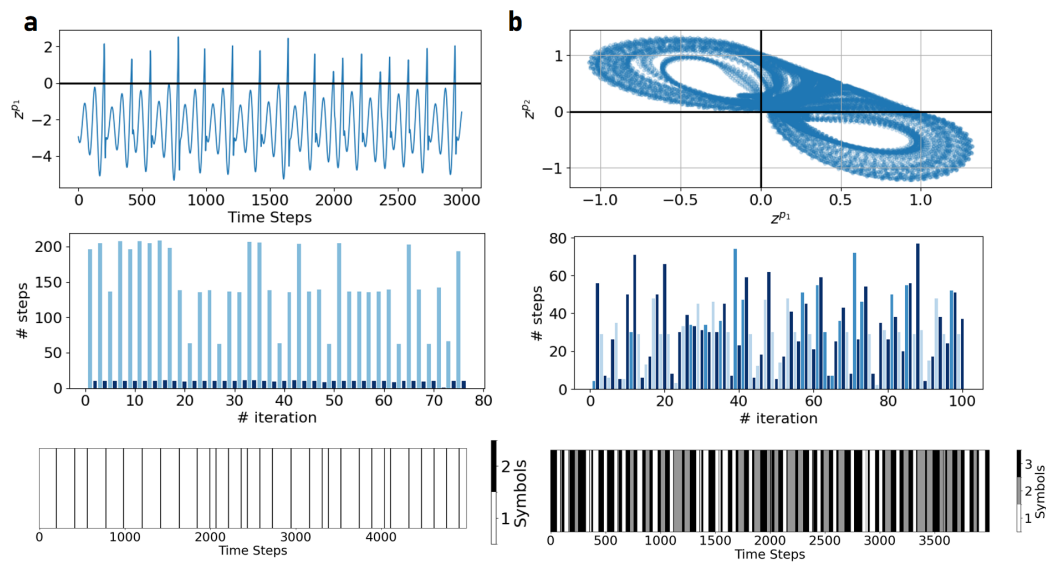 a
2
0
−2
−4
z^{p_1}
0 500 1000 1500 2000 2500 3000
Time Steps
b
1
0
−1
z^{p_2}
−1.0 −0.5 0.0 0.5 1.0
z^{p_1}
200
150
100
50
0
# steps
0 10 20 30 40 50 60 70 80
# iteration
80
60
40
20
0
# steps
0 20 40 60 80 100
# iteration
0 1000 2000 3000 4000
Time Steps
2
1
Symbols
0 500 1000 1500 2000 2500 3000 3500
Time Steps
3
2
1
Symbols